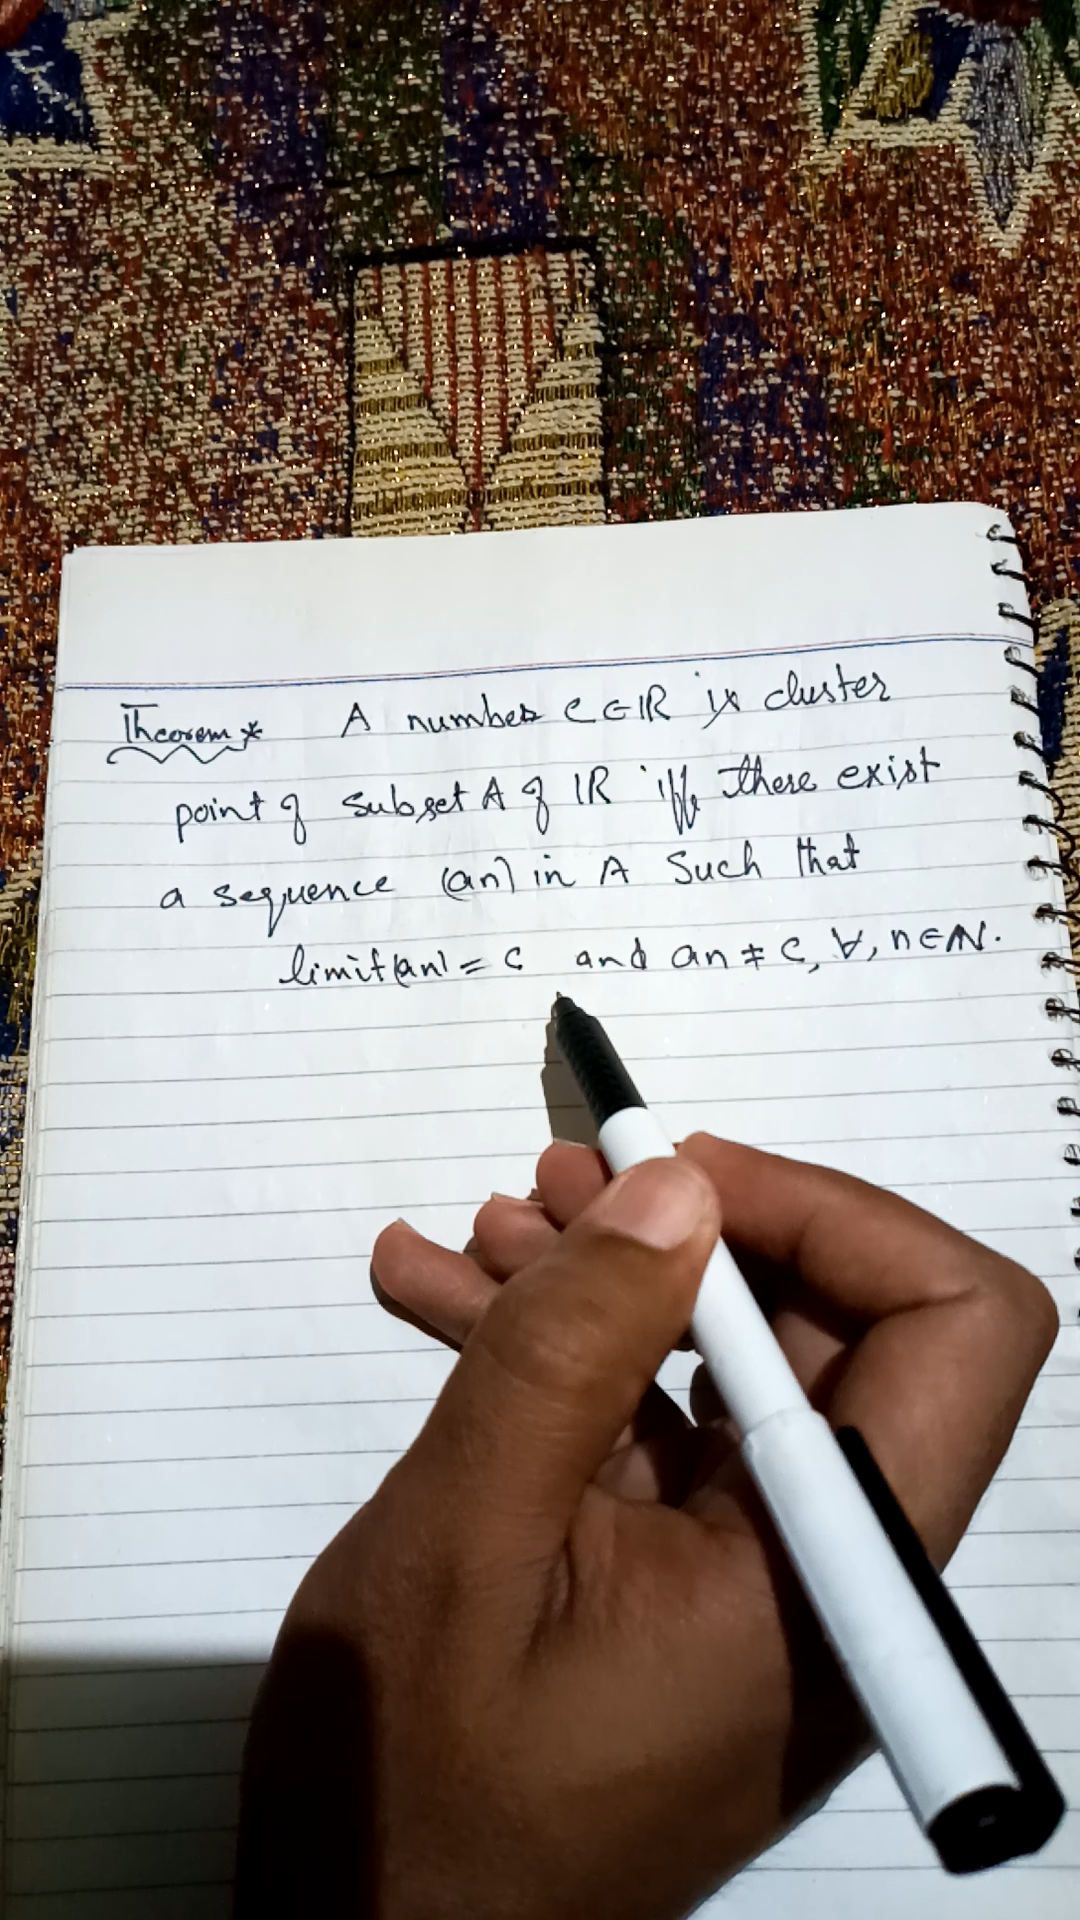 Theorem* A number C∈ℝ is cluster
point of subset A of ℝ iff there exist
a sequence (an) in A Such that
limit(an) = c and an ≠ C, ∀, n∈ℕ.